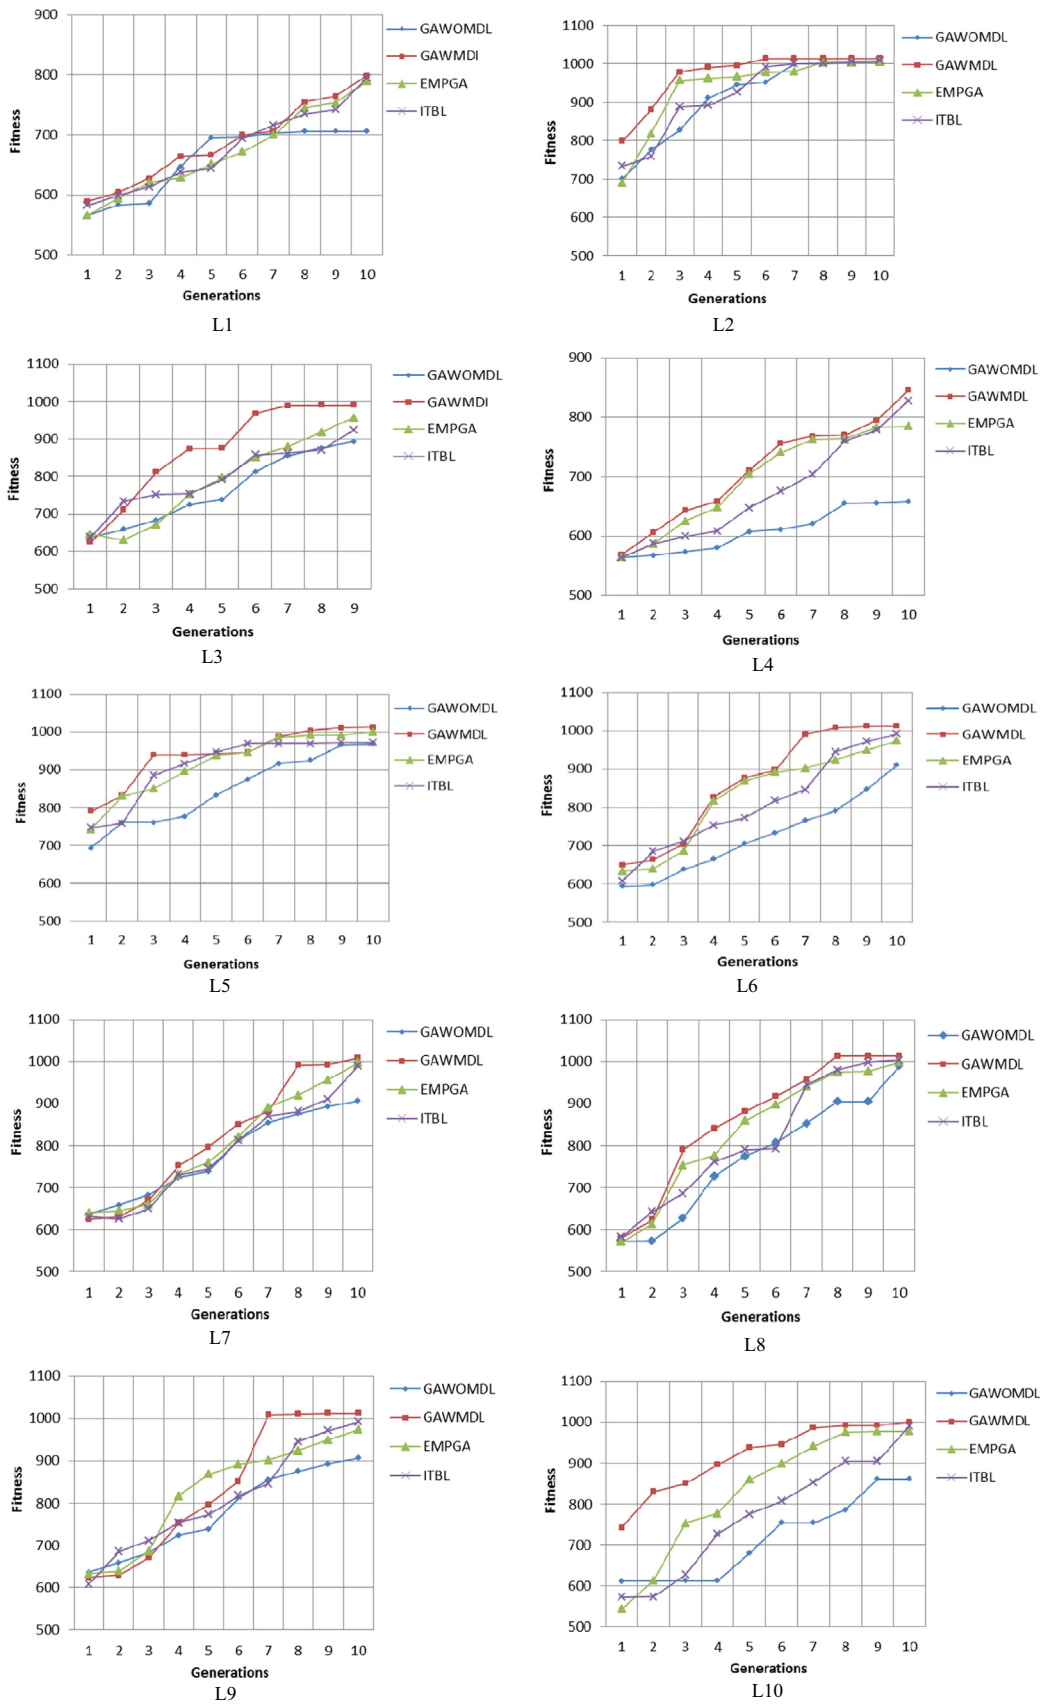 900
800
700
600
500
Fitness
1 2 3 4 5 6 7 8 9 10
Generations
GAWOMDL
GAWMDI
EMPGA
ITBL
L1
1100
1000
900
800
700
600
500
Fitness
1 2 3 4 5 6 7 8 9 10
Generations
GAWOMDL
GAWMDL
EMPGA
ITBL
L2
1100
1000
900
800
700
600
500
Fitness
1 2 3 4 5 6 7 8 9
Generations
GAWOMDL
GAWMDI
EMPGA
ITBL
L3
900
800
700
600
500
Fitness
1 2 3 4 5 6 7 8 9 10
Generations
GAWOMDL
GAWMDL
EMPGA
ITBL
L4
1100
1000
900
800
700
600
500
Fitness
1 2 3 4 5 6 7 8 9 10
Generations
GAWOMDL
GAWMDL
EMPGA
ITBL
L5
1100
1000
900
800
700
600
500
Fitness
1 2 3 4 5 6 7 8 9 10
Generations
GAWOMDL
GAWMDL
EMPGA
ITBL
L6
1100
1000
900
800
700
600
500
Fitness
1 2 3 4 5 6 7 8 9 10
Generations
GAWOMDL
GAWMDL
EMPGA
ITBL
L7
1100
1000
900
800
700
600
500
Fitness
1 2 3 4 5 6 7 8 9 10
Generations
GAWOMDL
GAWMDL
EMPGA
ITBL
L8
1100
1000
900
800
700
600
500
Fitness
1 2 3 4 5 6 7 8 9 10
Generations
GAWOMDL
GAWMDL
EMPGA
ITBL
L9
1100
1000
900
800
700
600
500
Fitness
1 2 3 4 5 6 7 8 9 10
Generations
GAWOMDL
GAWMDL
EMPGA
ITBL
L10